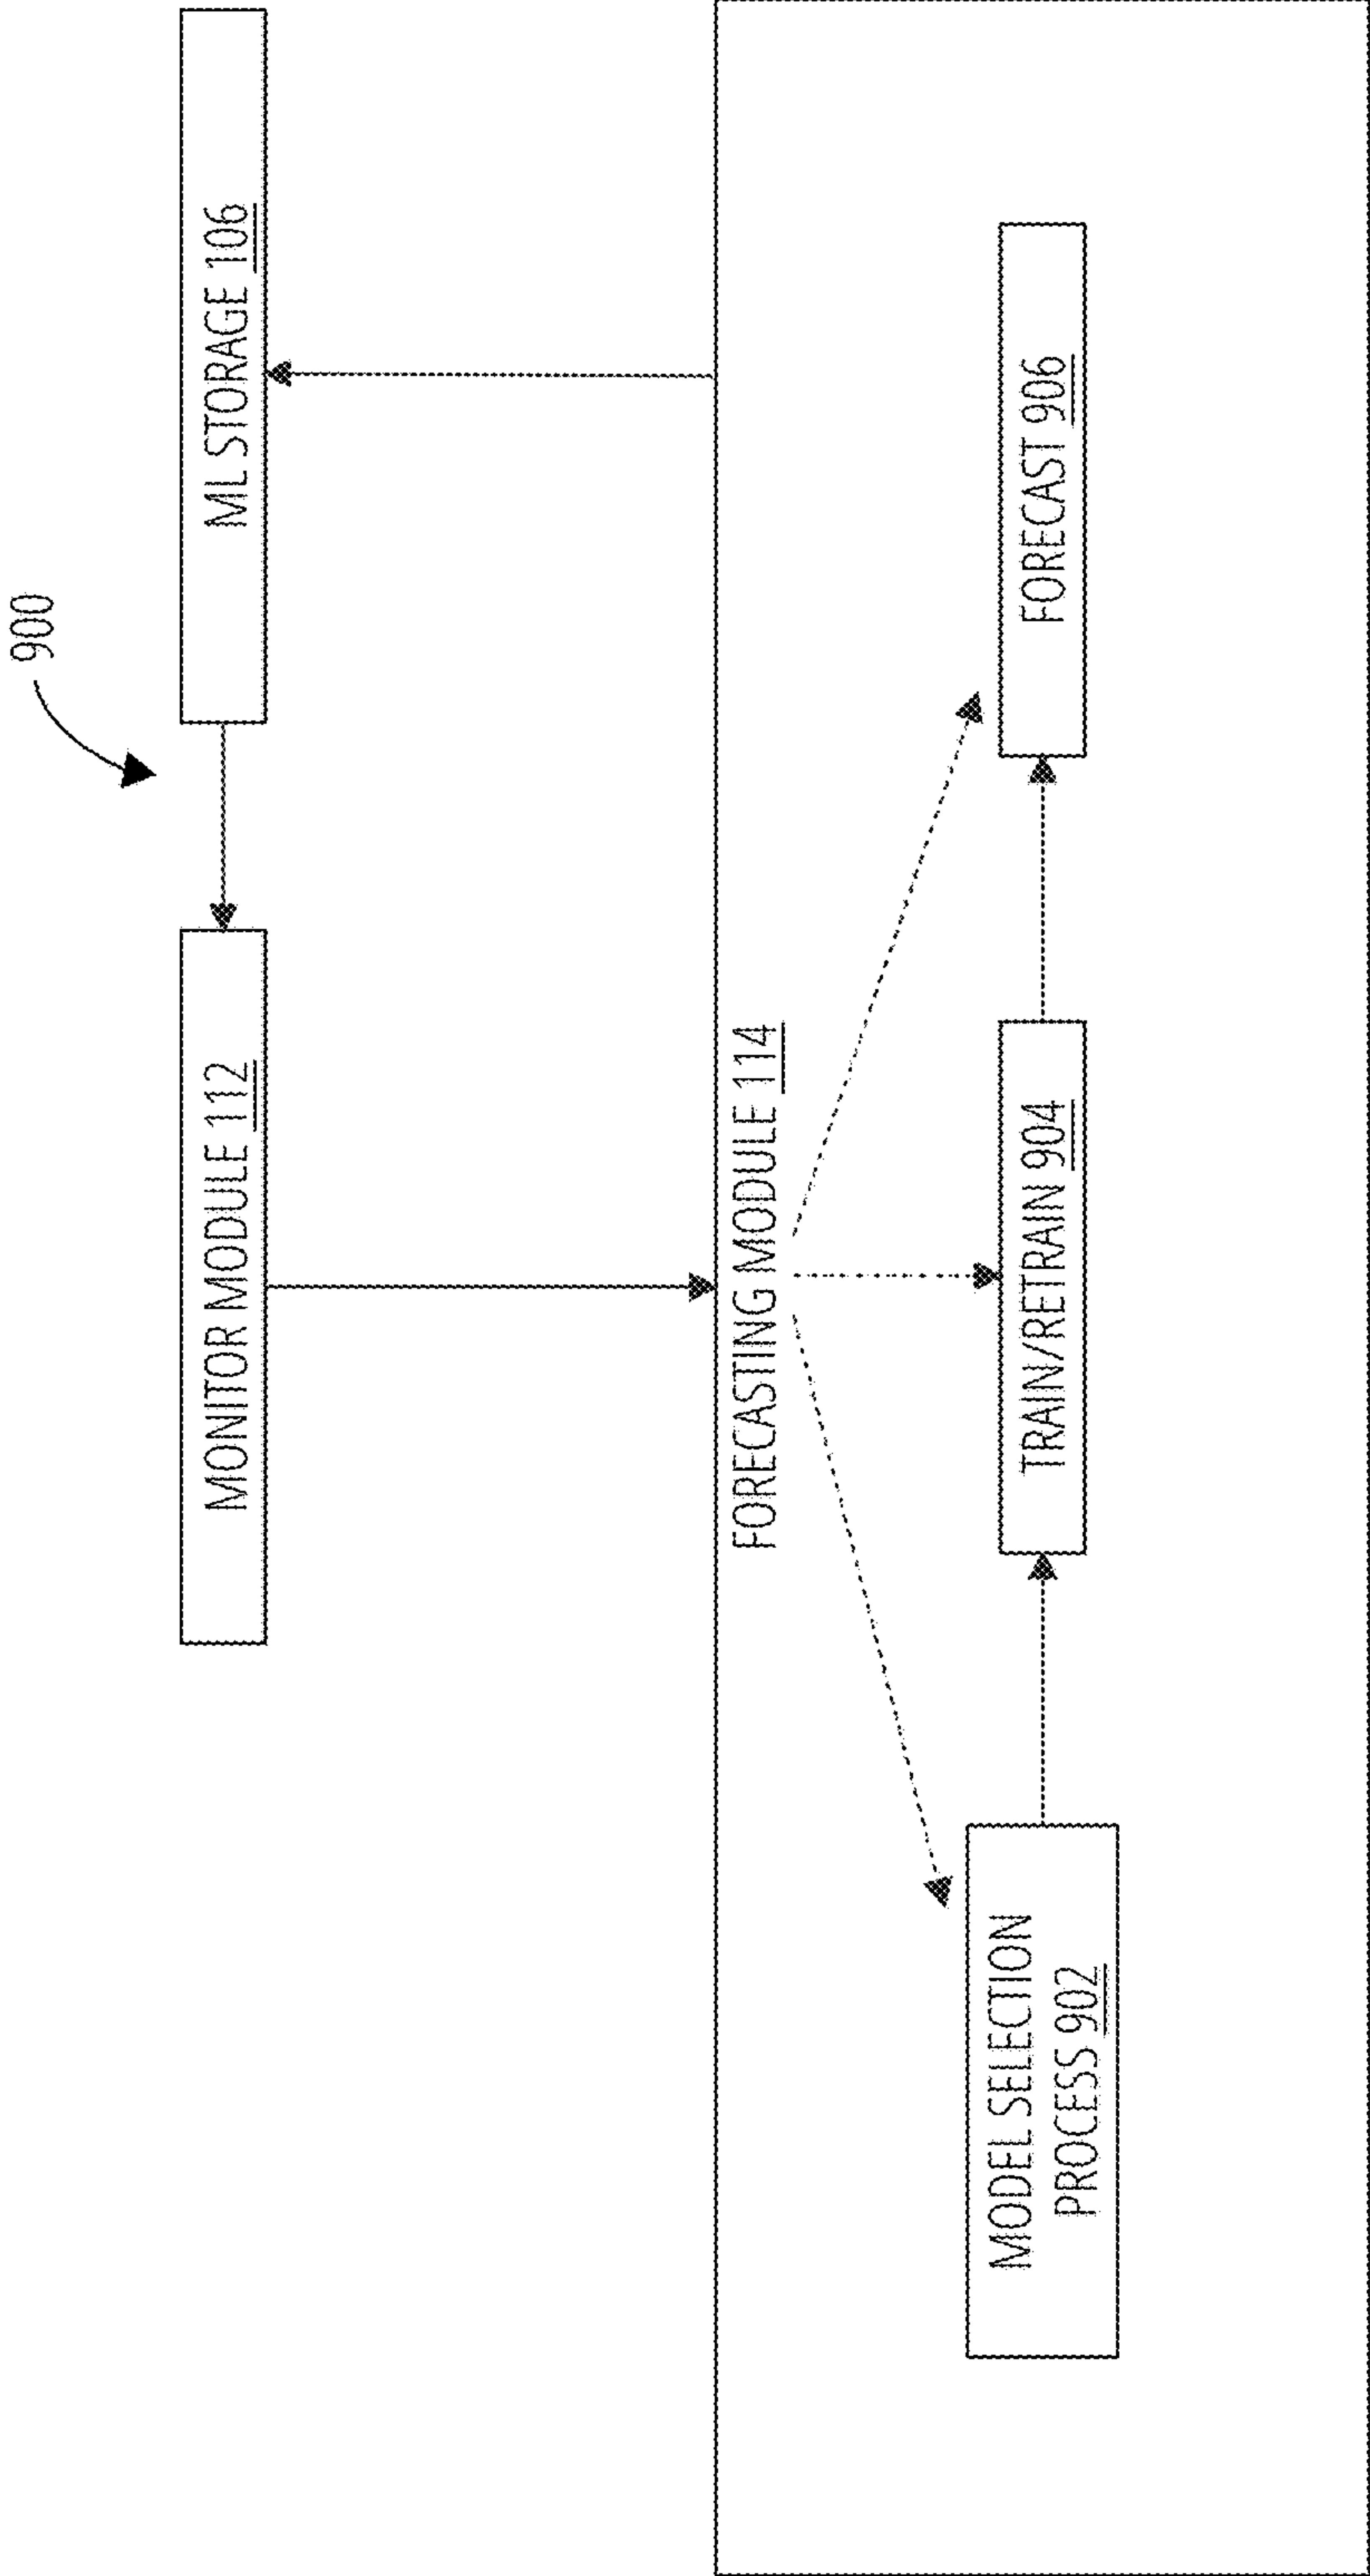 900
MONITOR MODULE 112
ML STORAGE 106
FORECASTING MODULE 114
MODEL SELECTION
PROCESS 902
TRAIN/RETRAIN 904
FORECAST 906